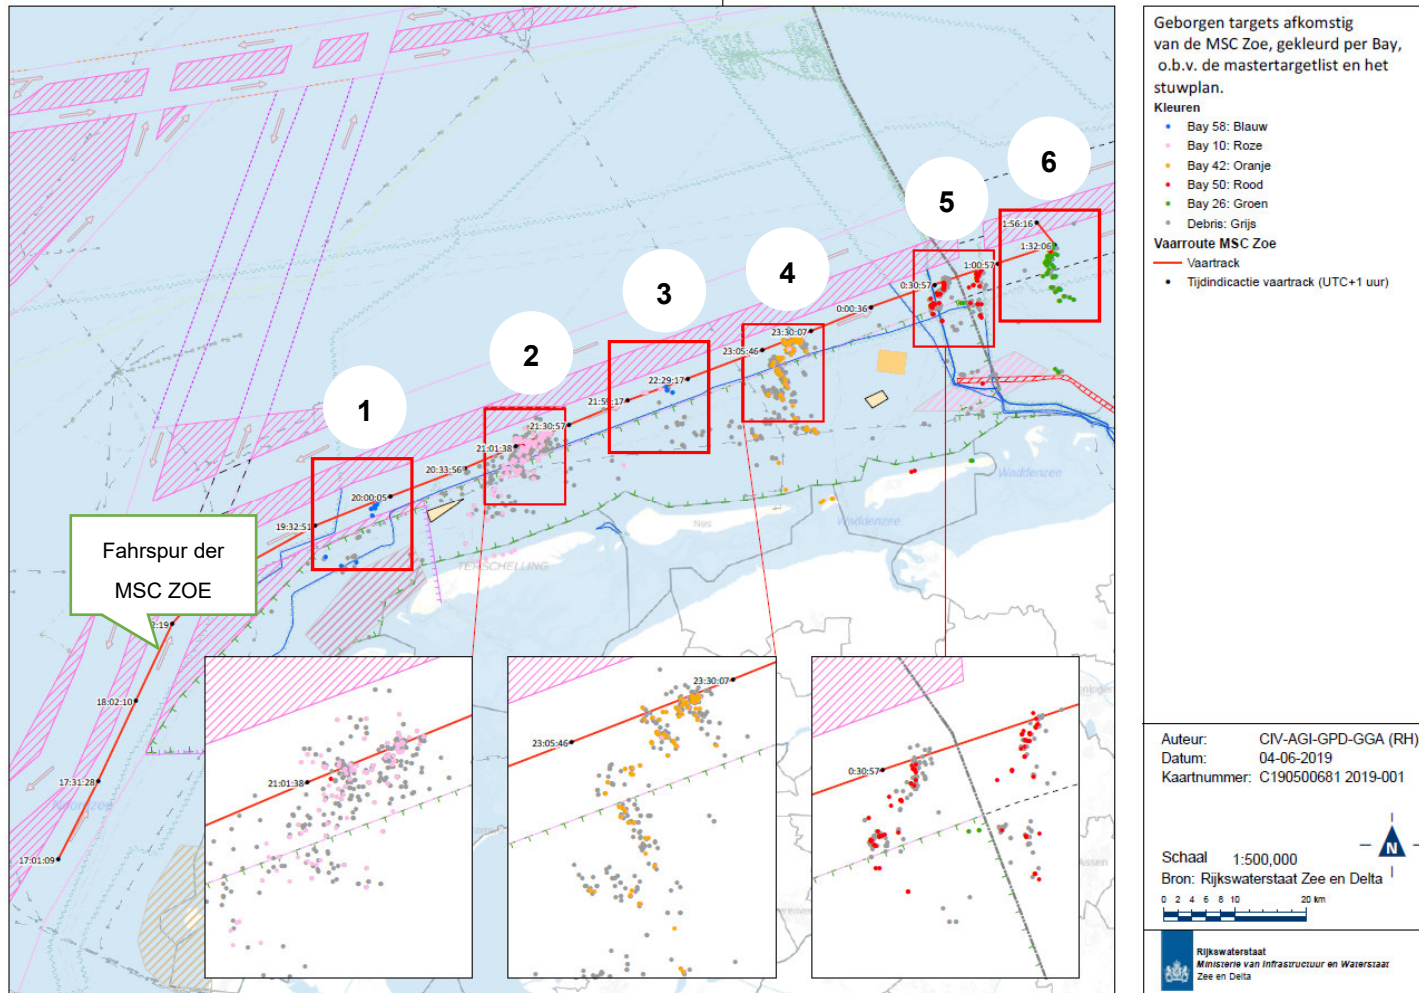 6
5
4
3
2
1
1:56:16
1:32:06
1:00:57
0:30:57
0:00:36
23:30:07
23:05:46
22:29:17
21:59:17
21:30:57
21:01:38
20:33:56
20:00:05
19:32:51
Fahrspur der
MSC ZOE
2:19
18:02:10
17:31:28
17:01:09
Noordzee
TERSCHELLING
Nes
Waddenzee
Waddenzee
21:01:38
23:30:07
23:05:46
0:30:57
Assen
Geborgen targets afkomstig
van de MSC Zoe, gekleurd per Bay,
o.b.v. de mastertargetlist en het
stuwplan.
Kleuren
Bay 58: Blauw
Bay 10: Roze
Bay 42: Oranje
Bay 50: Rood
Bay 26: Groen
Debris: Grijs
Vaarroute MSC Zoe
Vaartrack
Tijdindicactie vaartrack (UTC+1 uur)
Auteur: CIV-AGI-GPD-GGA (RH)
Datum: 04-06-2019
Kaartnummer: C190500681 2019-001
N
Schaal 1:500,000
Bron: Rijkswaterstaat Zee en Delta
0 2 4 6 8 10 20 km
Rijkswaterstaat
Ministerie van Infrastructuur en Waterstaat
Zee en Delta